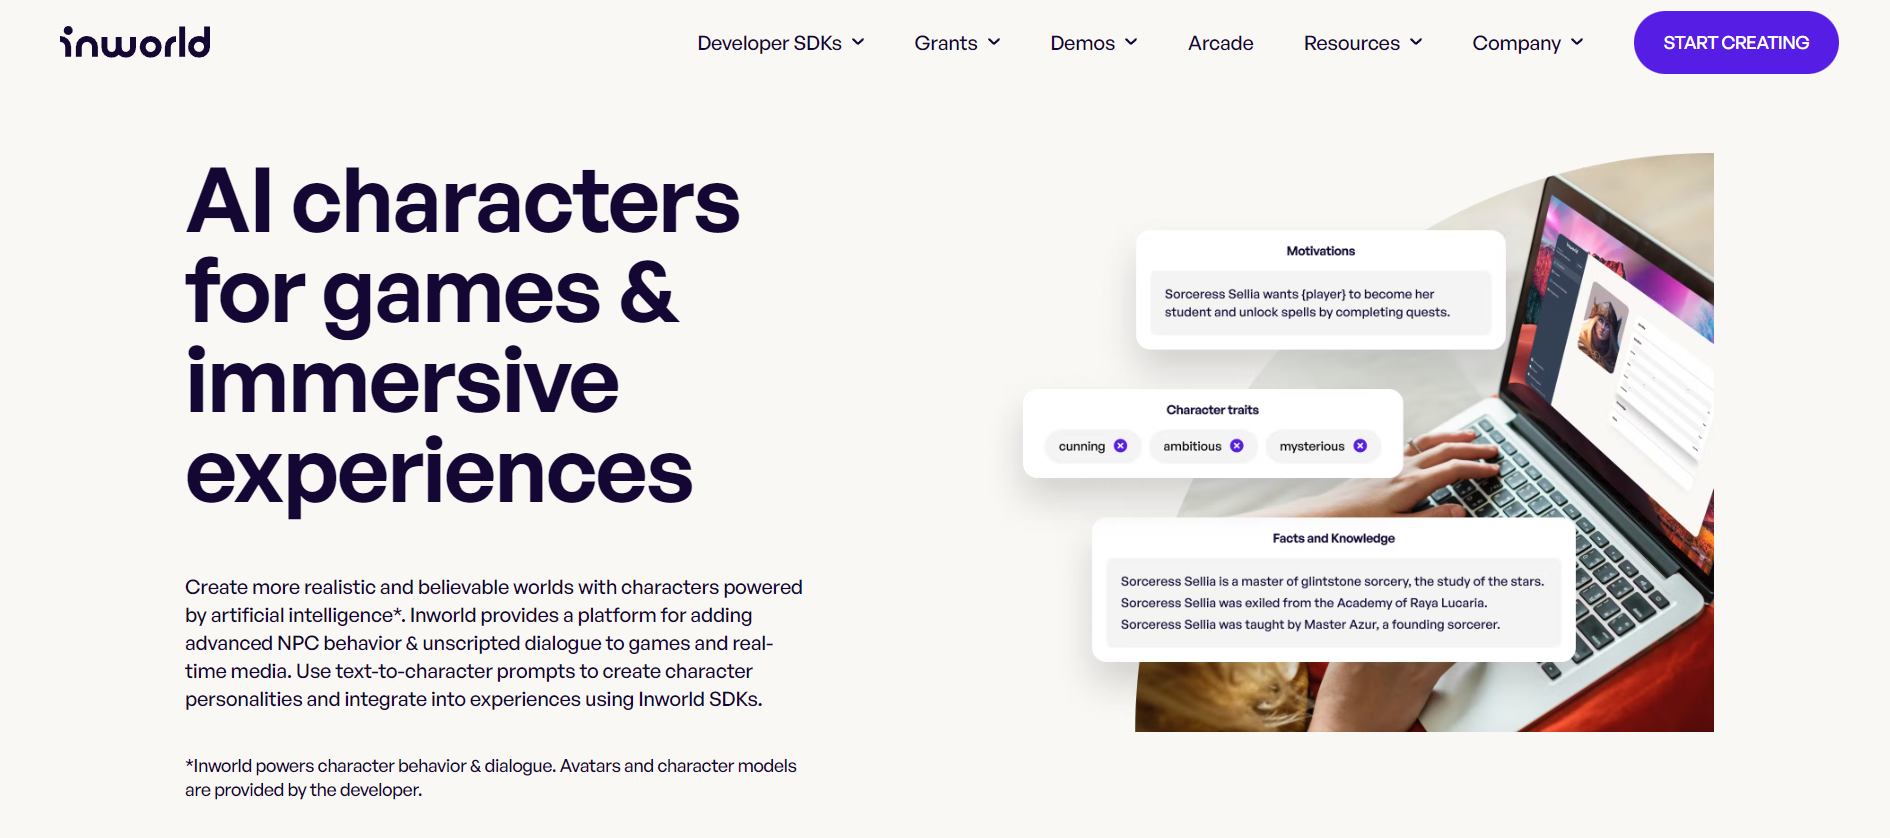 inworld
Developer SDKs
Grants
Demos
Arcade
Resources
Company
START CREATING
AI characters
for games &
immersive
experiences
Create more realistic and believable worlds with characters powered
by artificial intelligence*. Inworld provides a platform for adding
advanced NPC behavior & unscripted dialogue to games and real-
time media. Use text-to-character prompts to create character
personalities and integrate into experiences using Inworld SDKs.
*Inworld powers character behavior & dialogue. Avatars and character models
are provided by the developer.
Motivations
Sorceress Sellia wants {player} to become her
student and unlock spells by completing quests.
Character traits
cunning
ambitious
mysterious
Facts and Knowledge
Sorceress Sellia is a master of glintstone sorcery, the study of the stars.
Sorceress Sellia was exiled from the Academy of Raya Lucaria.
Sorceress Sellia was taught by Master Azur, a founding sorcerer.
inworld